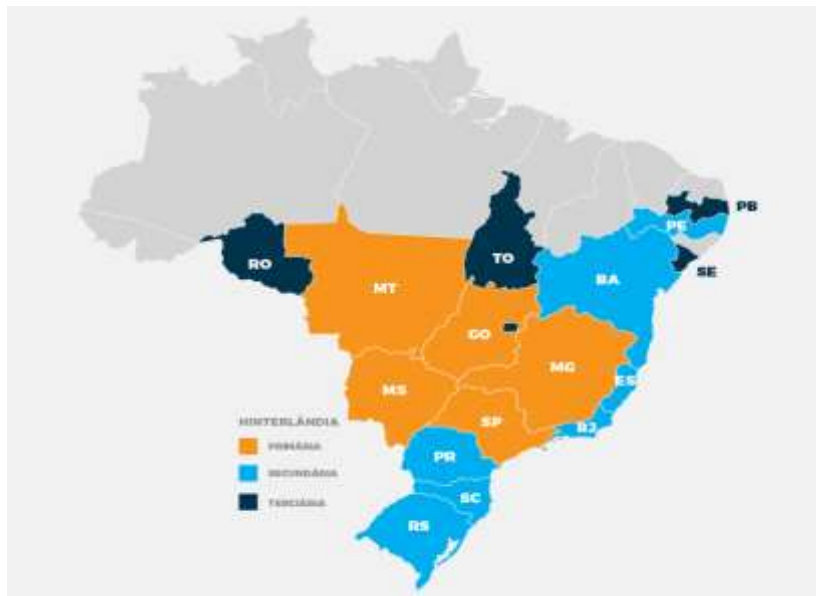 PB
PE
RO
TO
SE
BA
MT
GO
MG
MS
ES
SP
RJ
HINTERLÂNDIA
PRIMÁRIA
SECUNDÁRIA
TERCIÁRIA
PR
SC
RS